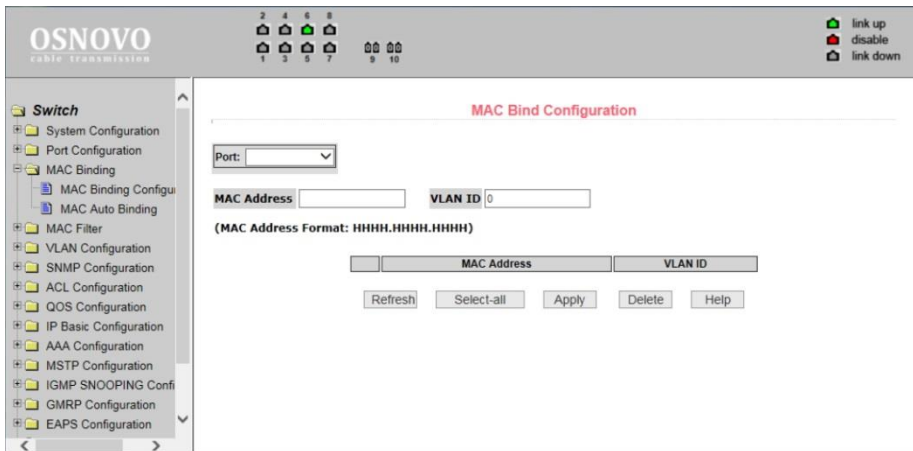 OSNOVO
cable transmission
2 4 6 8
1 3 5 7 9 10
link up
disable
link down
Switch
System Configuration
Port Configuration
MAC Binding
MAC Binding Configu
MAC Auto Binding
MAC Filter
VLAN Configuration
SNMP Configuration
ACL Configuration
QOS Configuration
IP Basic Configuration
AAA Configuration
MSTP Configuration
IGMP SNOOPING Confi
GMRP Configuration
EAPS Configuration
MAC Bind Configuration
Port:
MAC Address VLAN ID 0
(MAC Address Format: HHHH.HHHH.HHHH)
MAC Address VLAN ID
Refresh Select-all Apply Delete Help